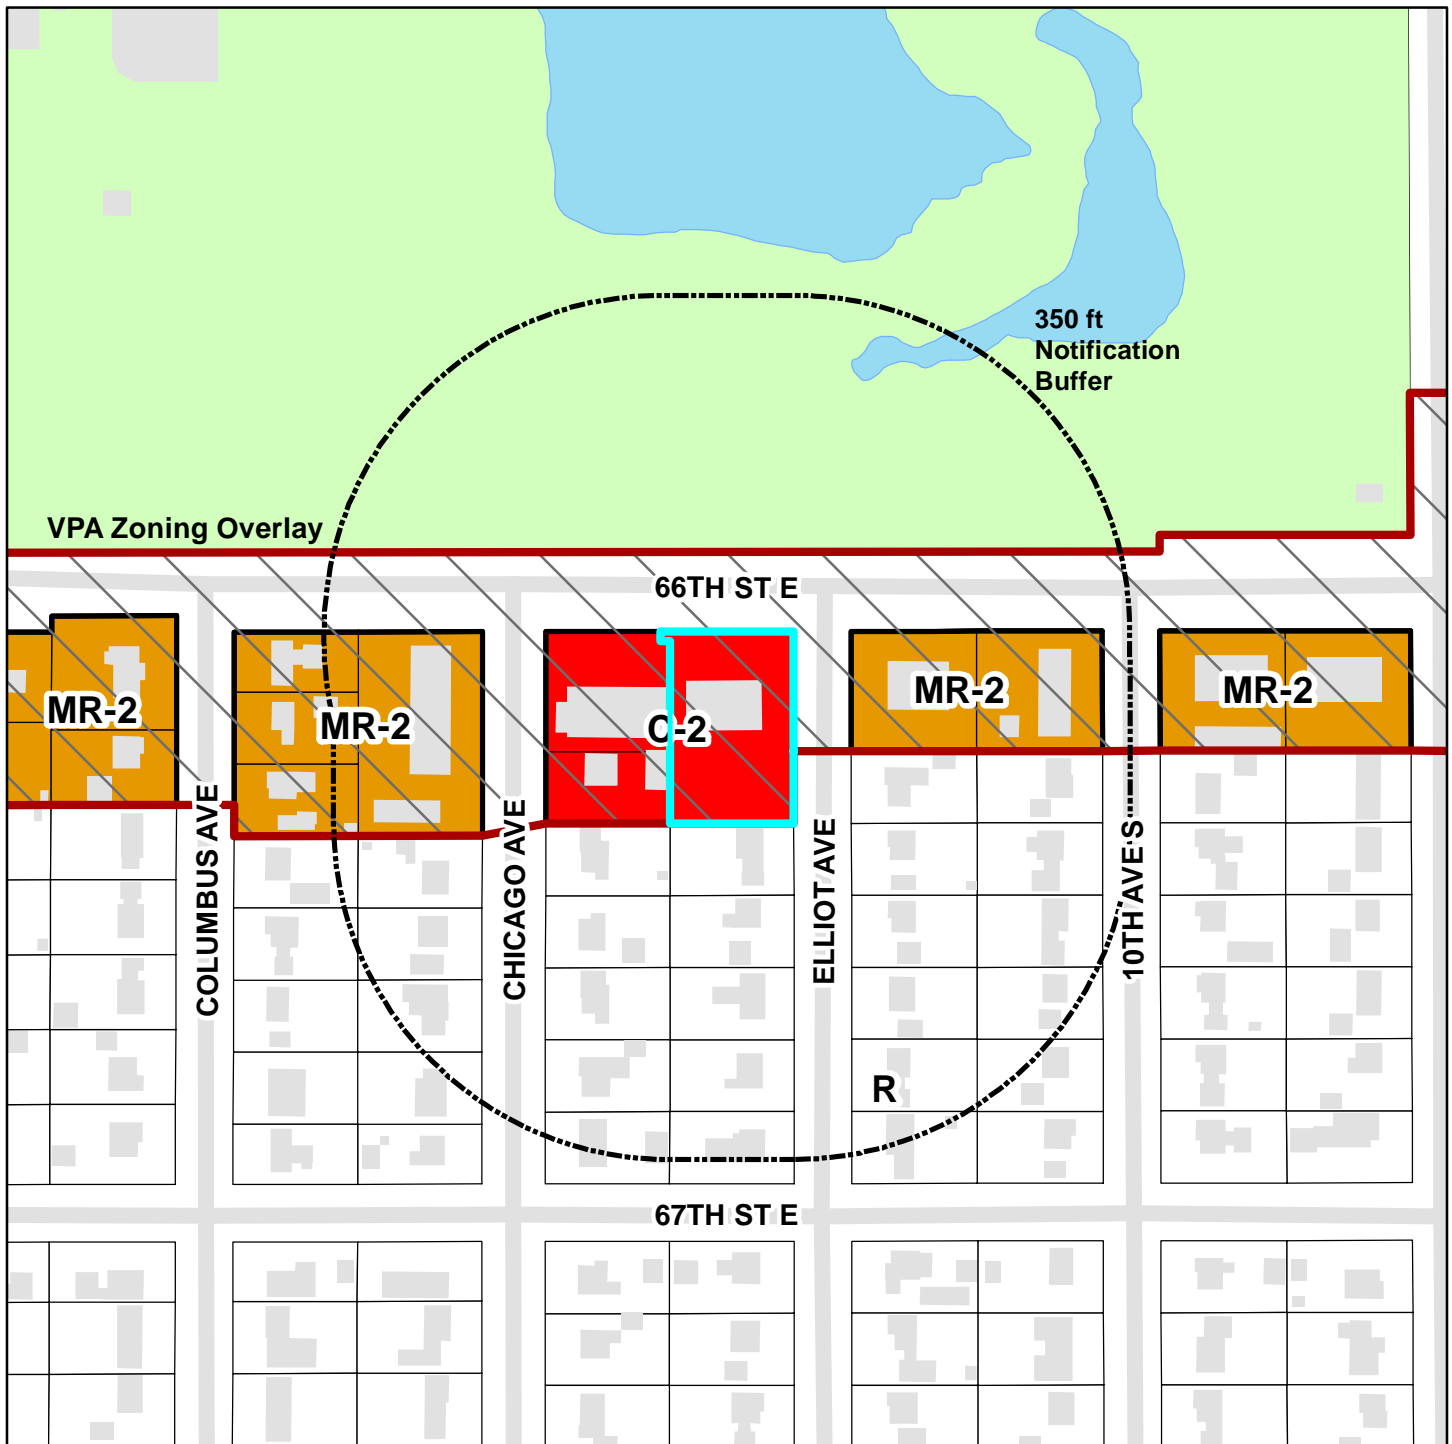 350 ft
Notification
Buffer
VPA Zoning Overlay
66TH ST E
MR-2
MR-2
C-2
MR-2
MR-2
COLUMBUS AVE
CHICAGO AVE
ELLIOT AVE
10TH AVE S
R
67TH ST E